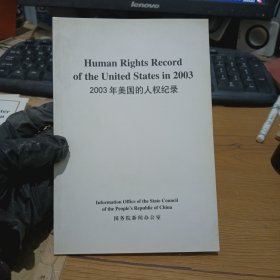 lenovo
Human Rights Record
of the United States in 2003
2003年美国的人权纪录
Information Office of the State Council
of the People's Republic of China
国务院新闻办公室